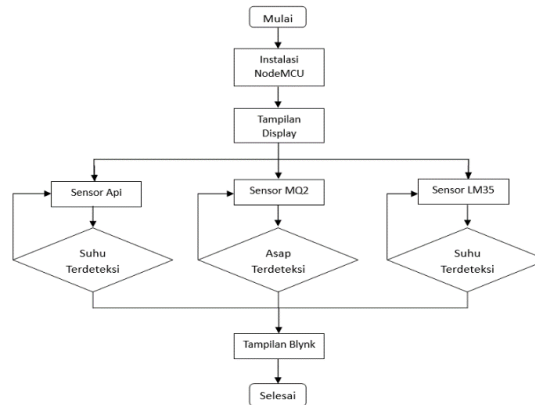 Mulai
Instalasi
NodeMCU
Tampilan
Display
Sensor Api
Sensor MQ2
Sensor LM35
Suhu
Terdeteksi
Asap
Terdeteksi
Suhu
Terdeteksi
Tampilan Blynk
Selesai